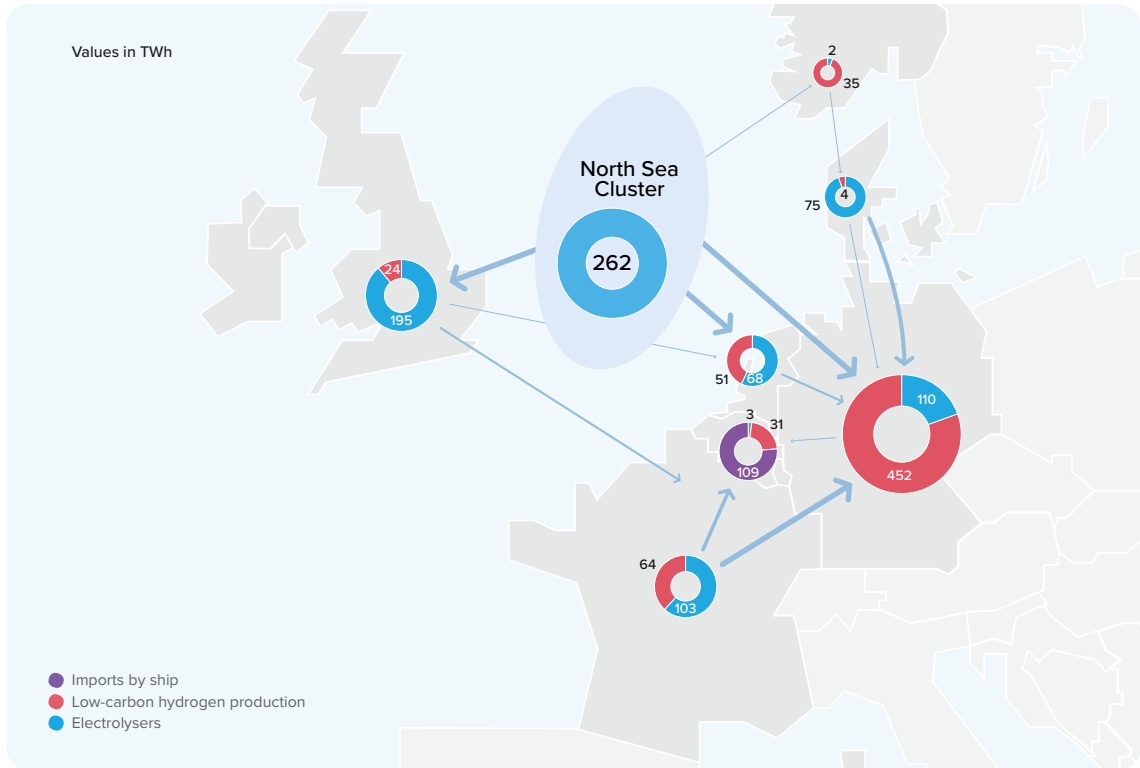 Values in TWh
2
35
North Sea
Cluster
4
75
262
24
195
51
68
3
31
109
110
452
64
103
Imports by ship
Low-carbon hydrogen production
Electrolysers